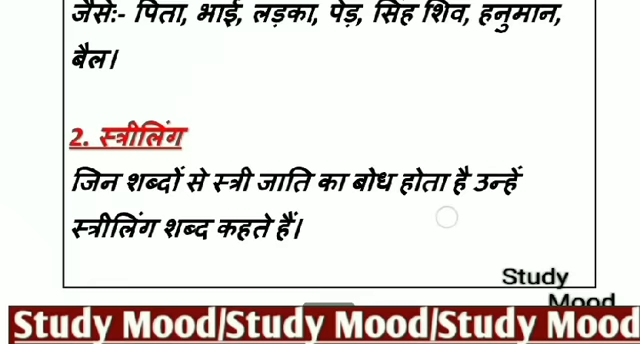 जैसे:- पिता, भाई, लड़का, पेड़, सिंह शिव, हनुमान,
बैल।
2. स्त्रीलिंग
जिन शब्दों से स्त्री जाति का बोध होता है उन्हें
स्त्रीलिंग शब्द कहते हैं।
Study
Mood
Study Mood/Study Mood/Study Mood